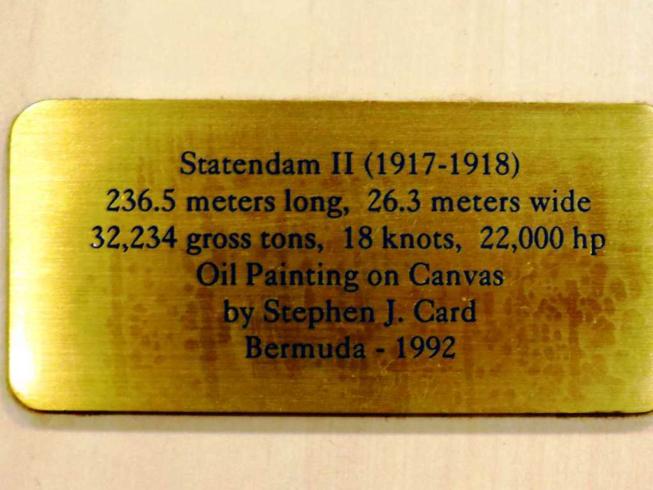 Statendam II (1917-1918)
236.5 meters long, 26.3 meters wide
32,234 gross tons, 18 knots, 22,000 hp
Oil Painting on Canvas
by Stephen J. Card
Bermuda - 1992